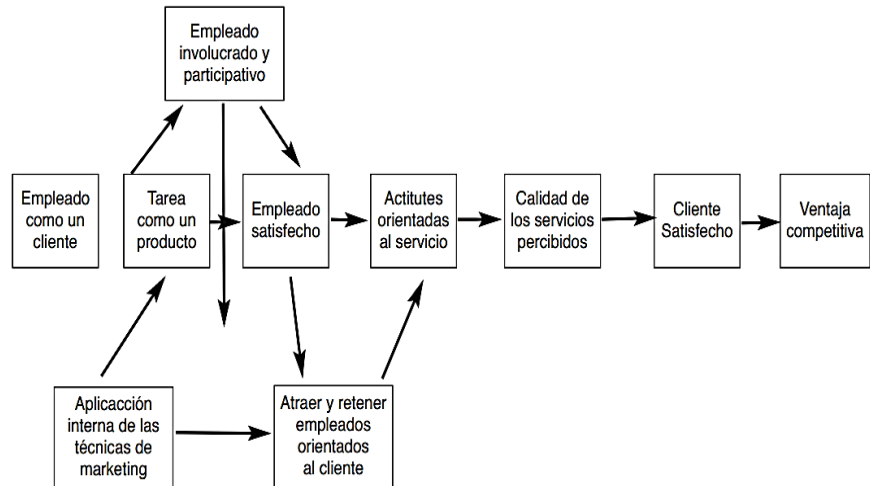 Empleado
involucrado y
participativo
Empleado
como un
cliente
Tarea
como un
producto
Empleado
satisfecho
Actitutes
orientadas
al servicio
Calidad de
los servicios
percibidos
Cliente
Satisfecho
Ventaja
competitiva
Aplicacción
interna de las
técnicas de
marketing
Atraer y retener
empleados
orientados
al cliente